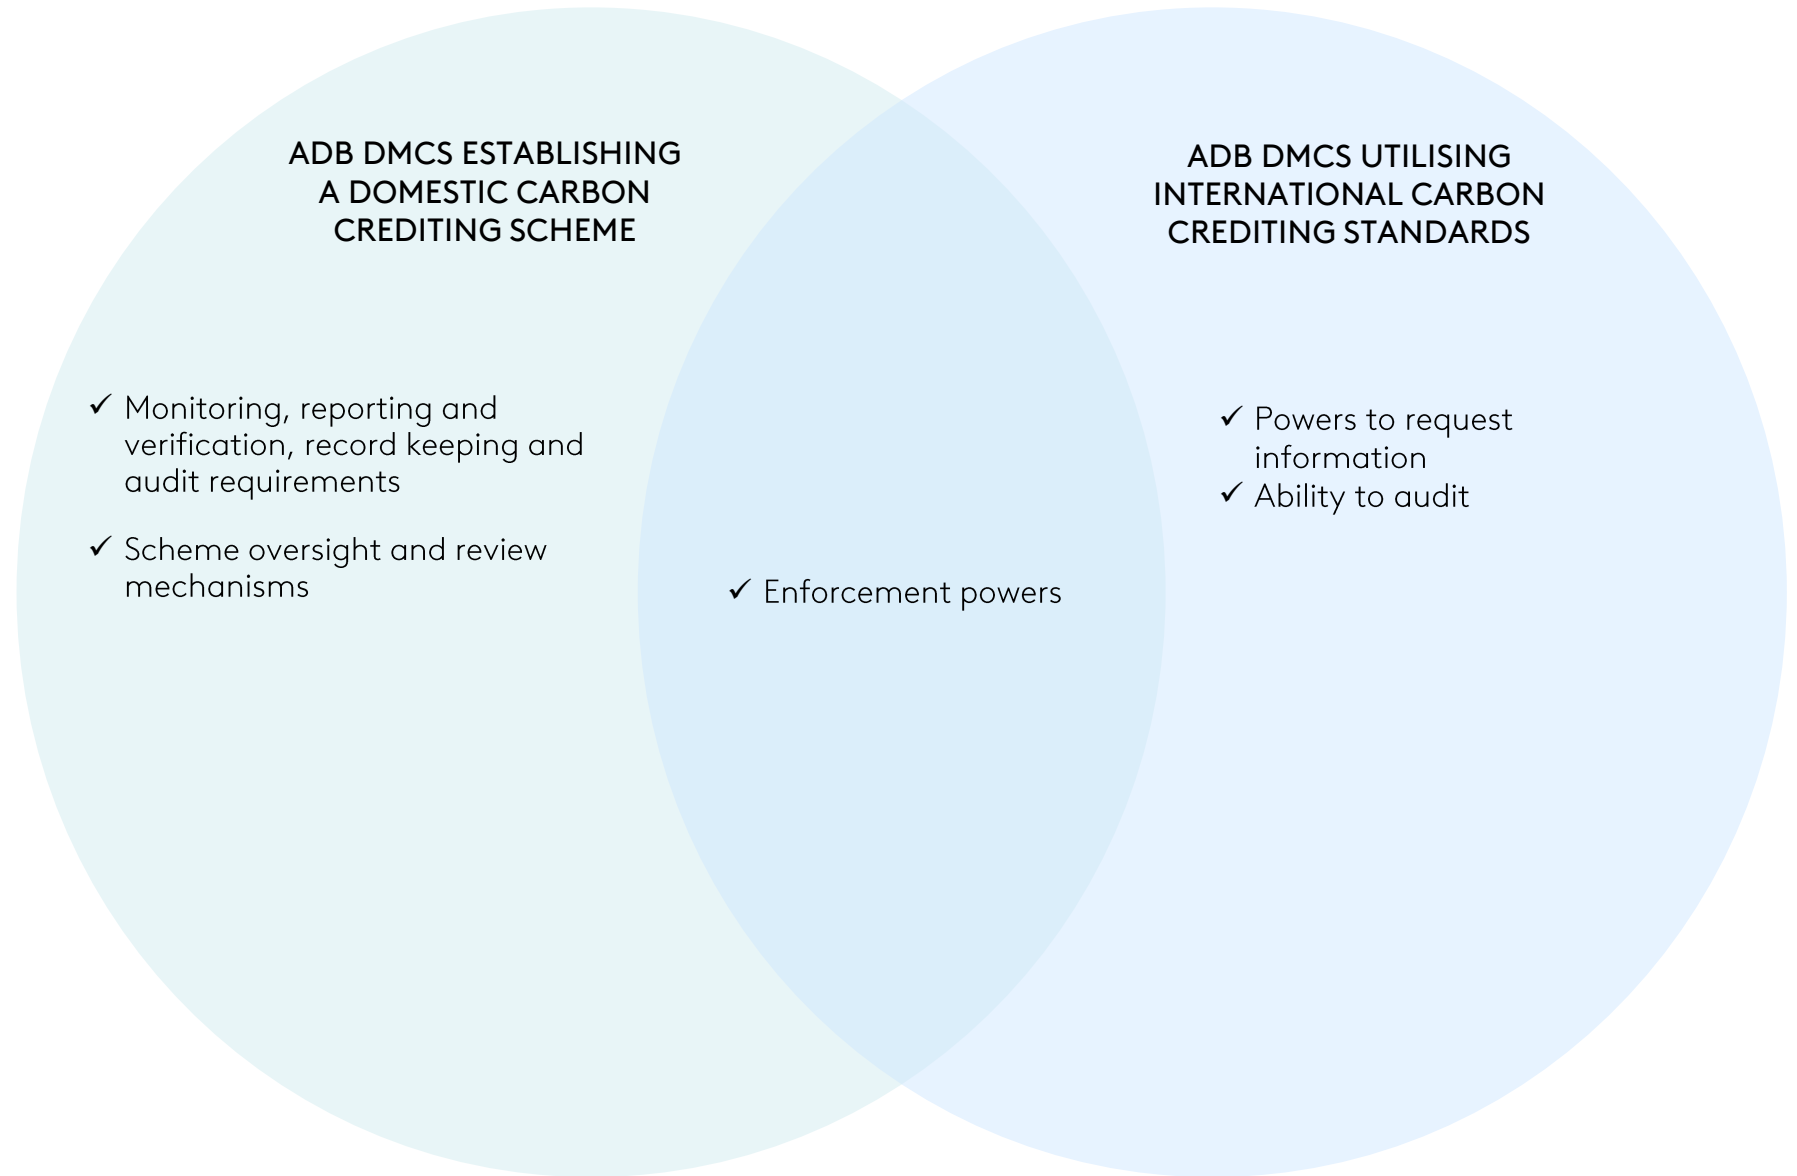 ADB DMCS ESTABLISHING
A DOMESTIC CARBON
CREDITING SCHEME
✓ Monitoring, reporting and
verification, record keeping and
audit requirements
✓ Scheme oversight and review
mechanisms
✓ Enforcement powers
ADB DMCS UTILISING
INTERNATIONAL CARBON
CREDITING STANDARDS
✓ Powers to request
information
✓ Ability to audit